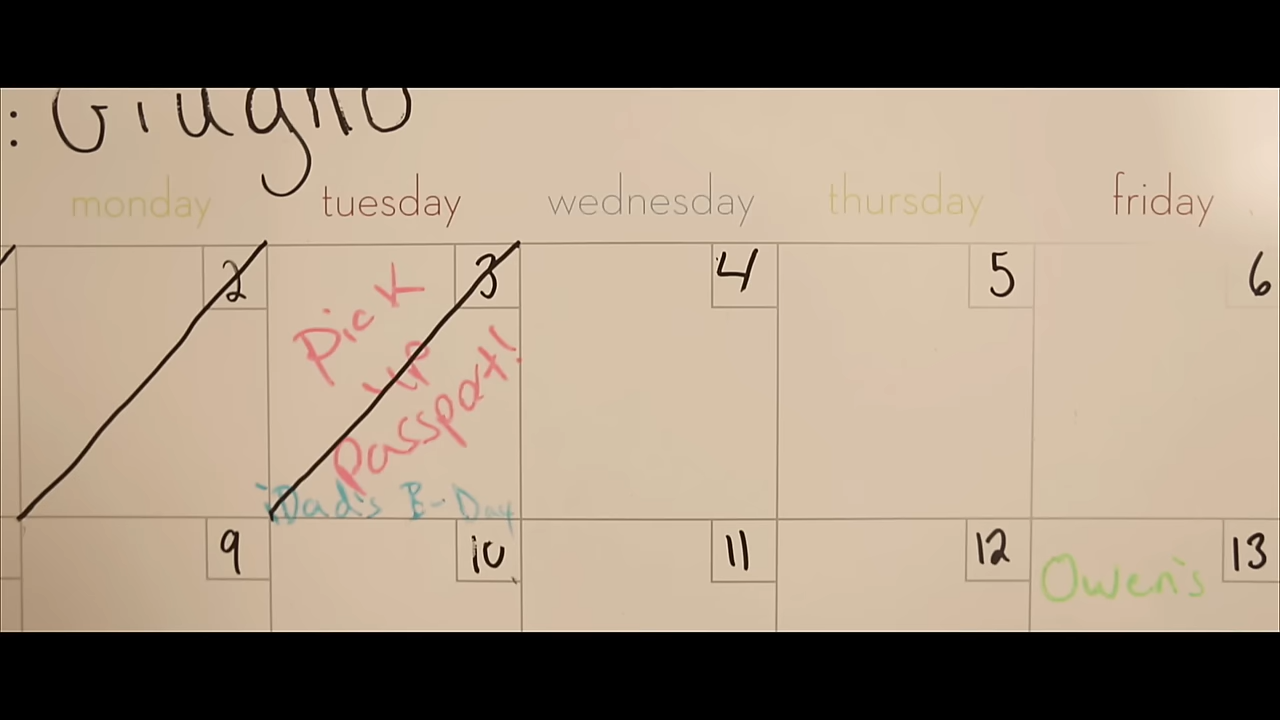 : Giugno
monday tuesday wednesday thursday friday
2 3 4 5 6
Pick
up
Passport!
Dad's B-Day
9 10 11 12 13
Owen's